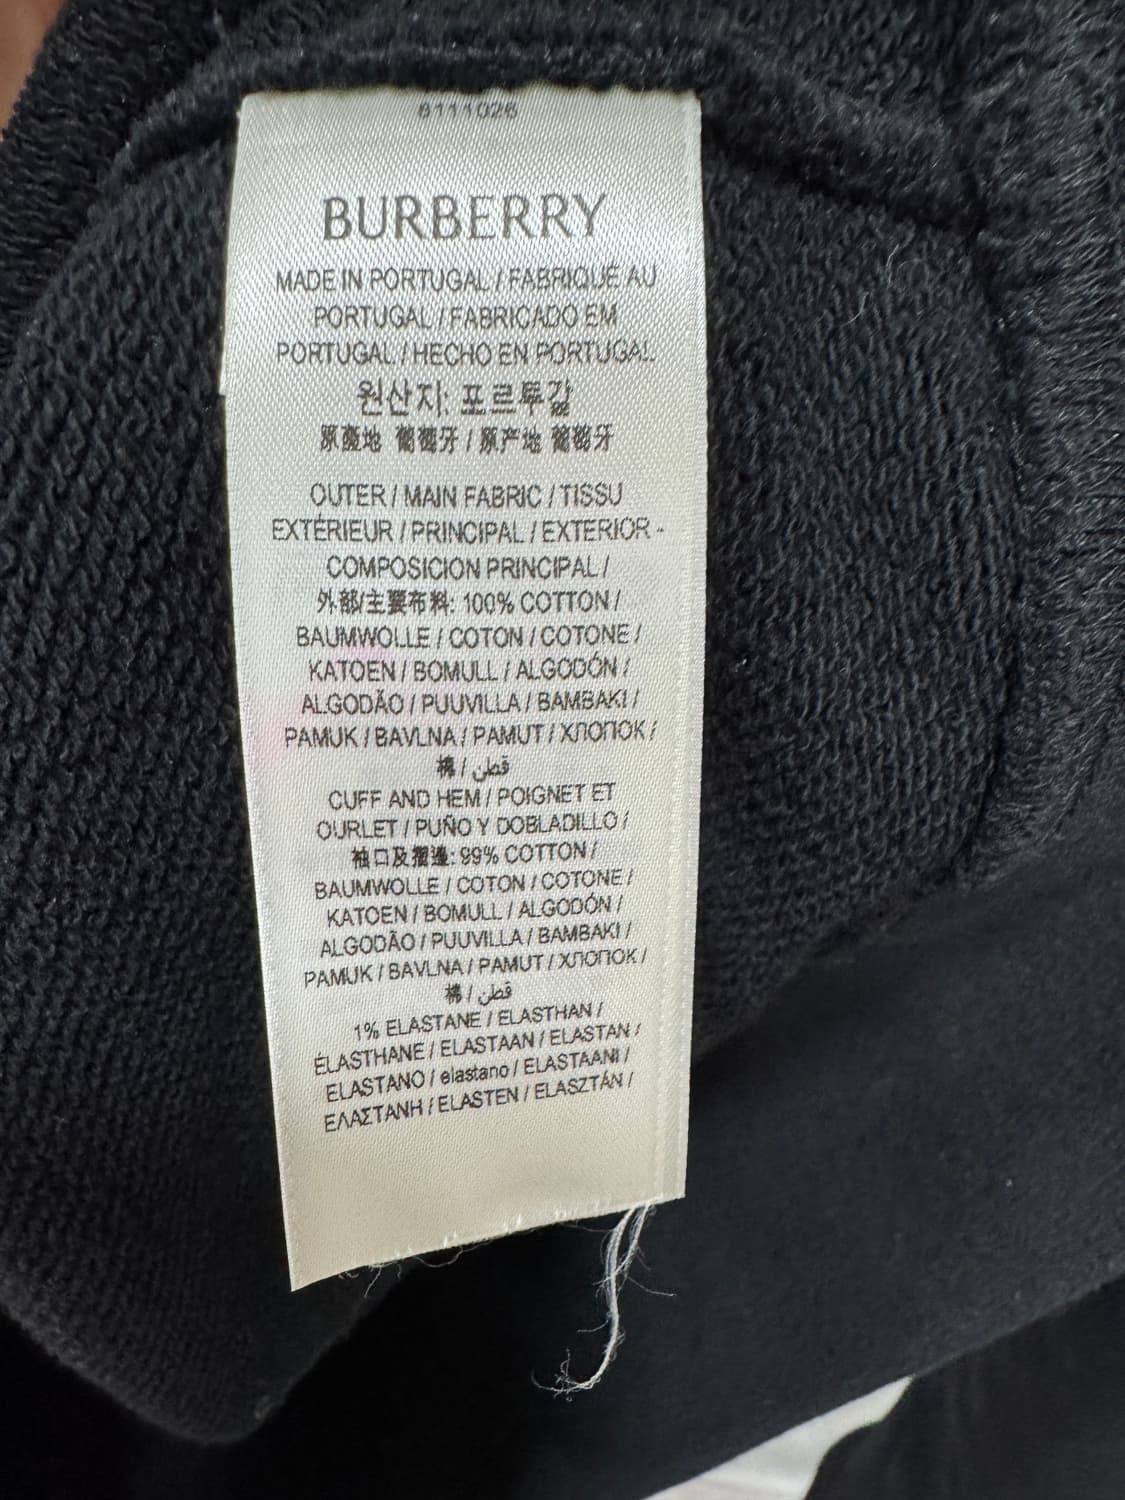 8111026
BURBERRY
MADE IN PORTUGAL / FABRIQUÉ AU
PORTUGAL / FABRICADO EM
PORTUGAL / HECHO EN PORTUGAL
원산지: 포르투갈
原產地 葡萄牙 / 原产地 葡萄牙
OUTER / MAIN FABRIC / TISSU
EXTÉRIEUR / PRINCIPAL / EXTERIOR -
COMPOSICION PRINCIPAL /
外部/主要布料: 100% COTTON /
BAUMWOLLE / COTON / COTONE /
KATOEN / BOMULL / ALGODÓN /
ALGODÃO / PUUVILLA / BAMBAKI /
PAMUK / BAVLNA / PAMUT / ХЛОПОК /
棉 / قطن
CUFF AND HEM / POIGNET ET
OURLET / PUÑO Y DOBLADILLO /
袖口及摺邊: 99% COTTON /
BAUMWOLLE / COTON / COTONE /
KATOEN / BOMULL / ALGODÓN /
ALGODÃO / PUUVILLA / BAMBAKI /
PAMUK / BAVLNA / PAMUT / ХЛОПОК /
棉 / قطن
1% ELASTANE / ELASTHAN /
ÉLASTHANE / ELASTAAN / ELASTAN /
ELASTANO / elastano / ELASTAANI /
ΕΛΑΣΤΑΝΗ / ELASTEN / ELASZTÁN /